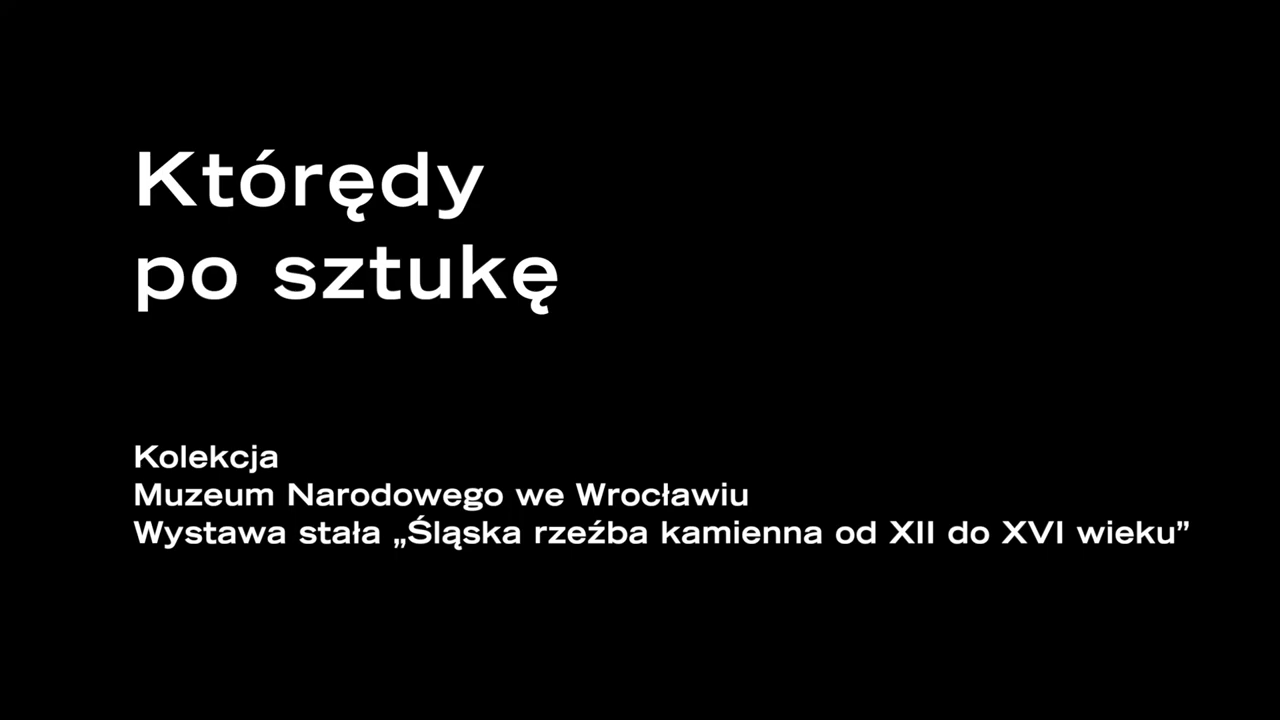 Którędy
po sztukę
Kolekcja
Muzeum Narodowego we Wrocławiu
Wystawa stała „Śląska rzeźba kamienna od XII do XVI wieku”